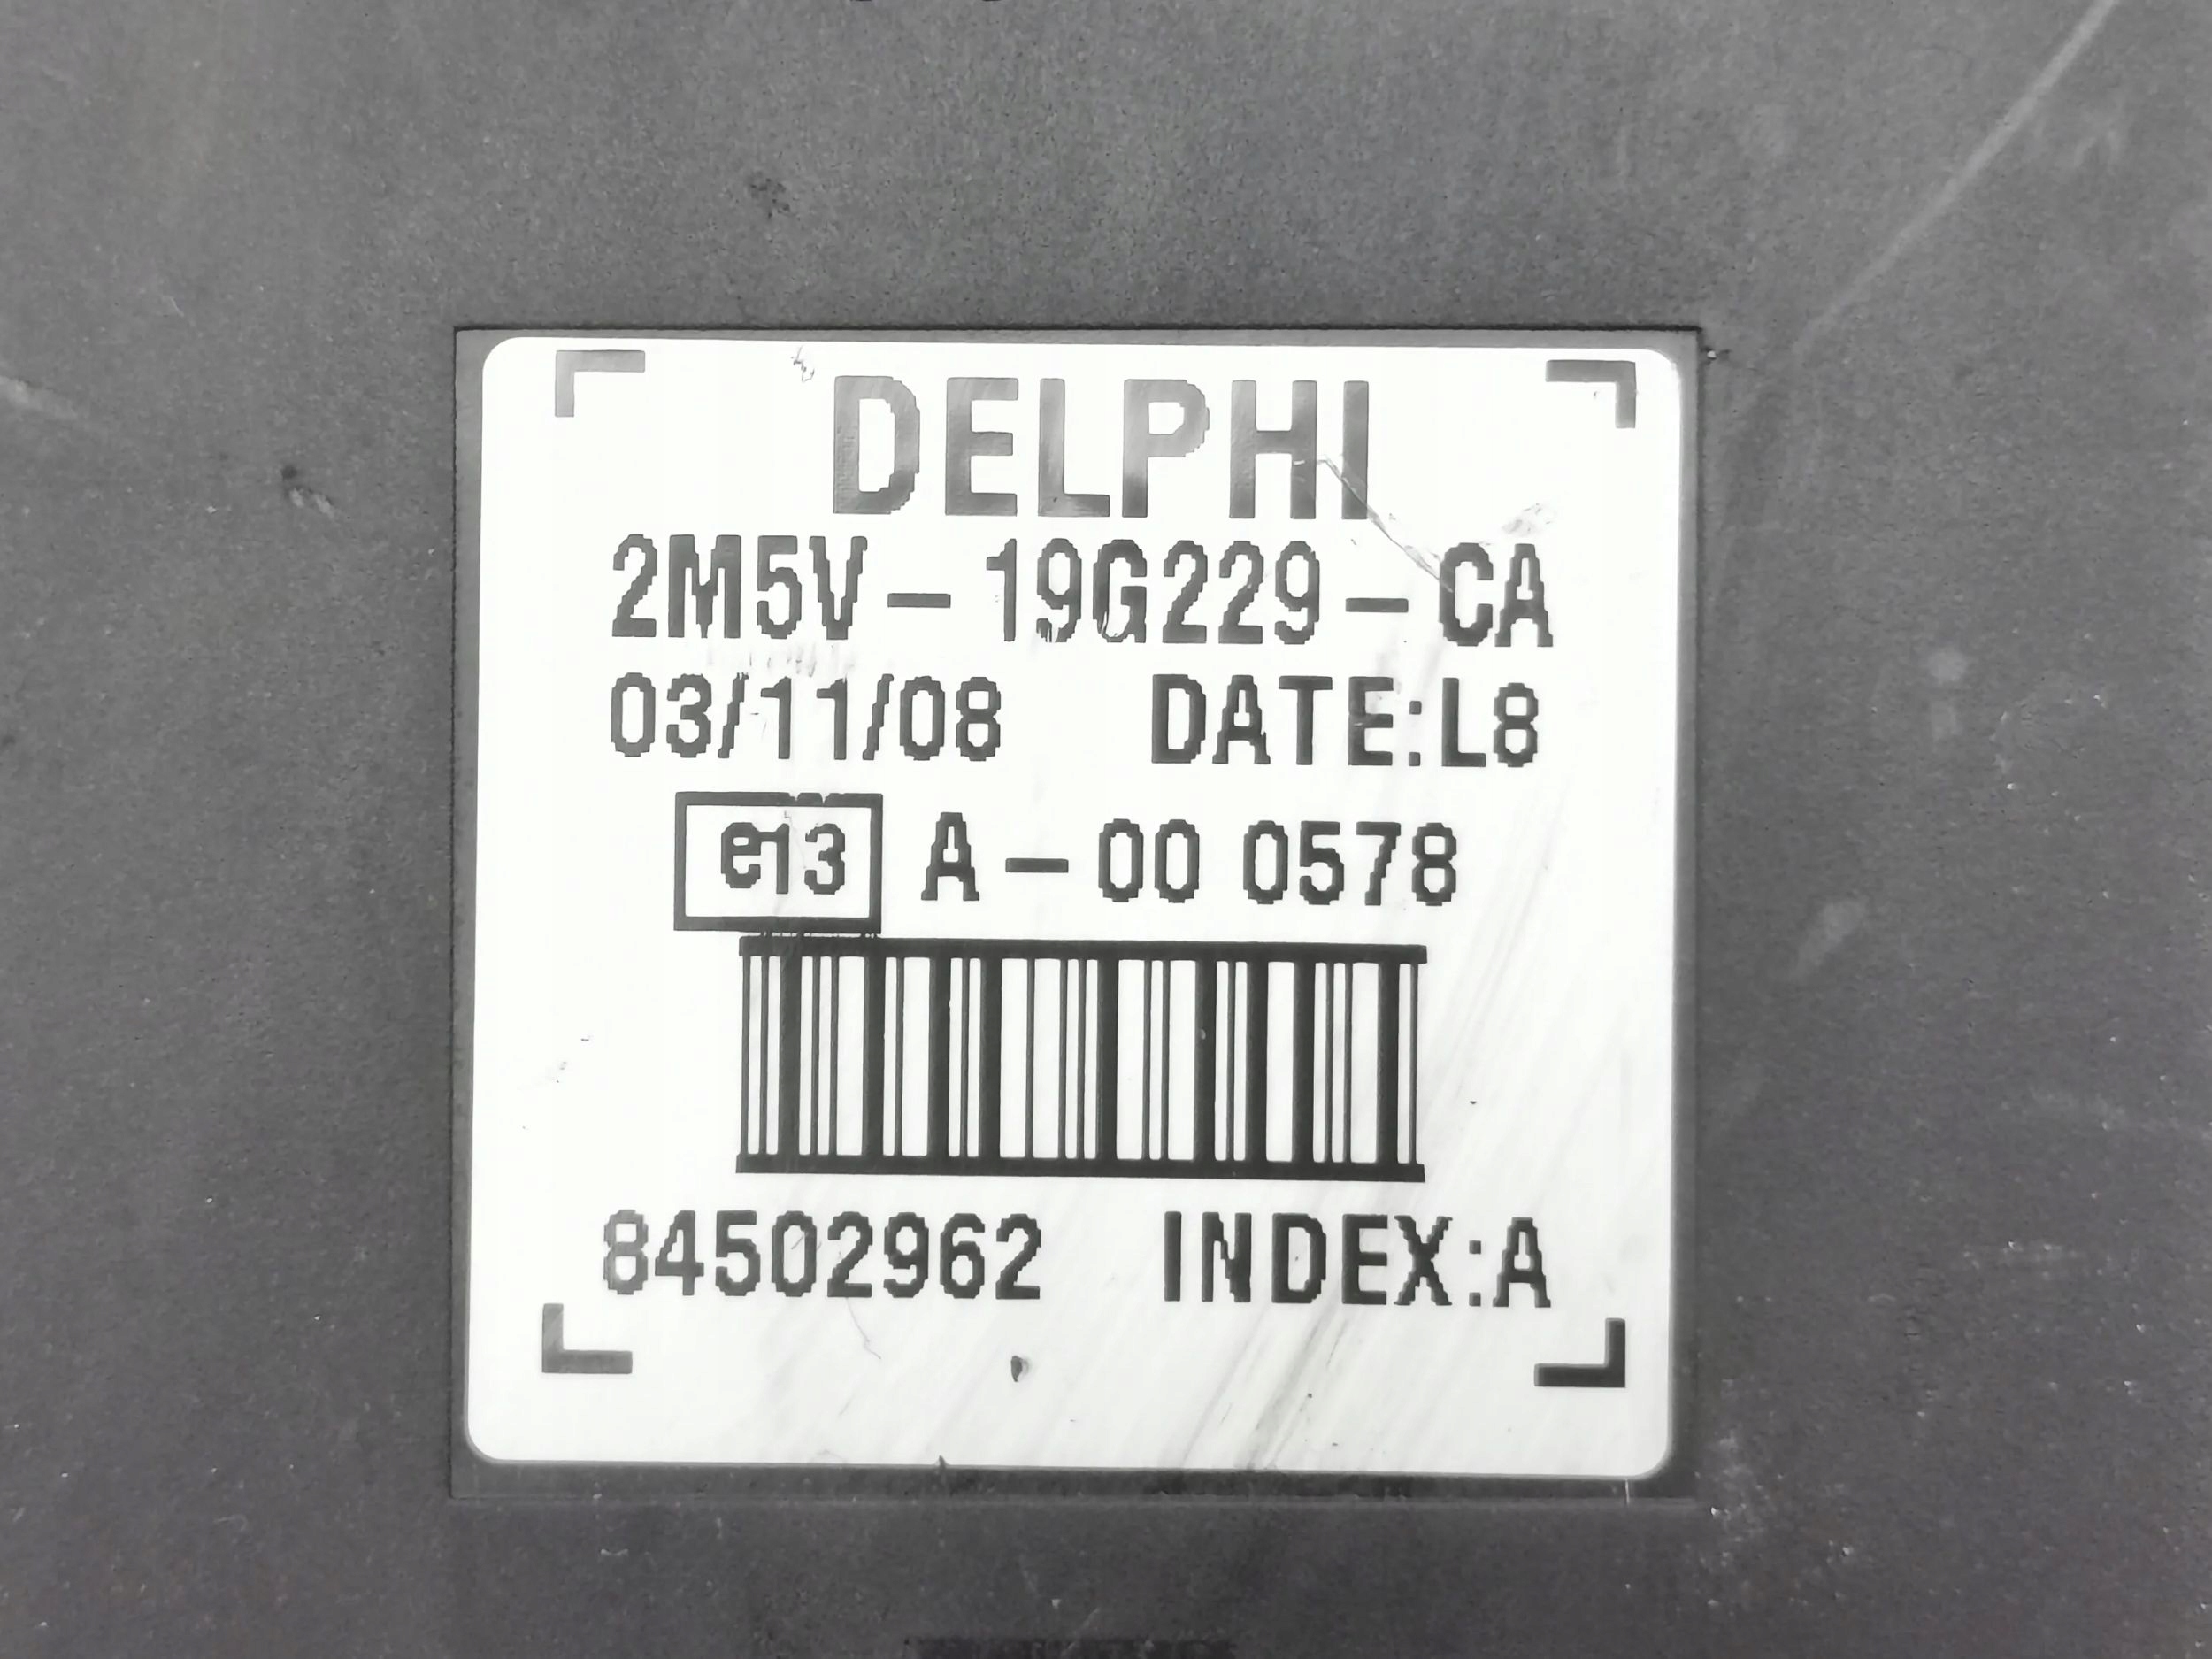 DELPHI
2M5V-19G229-CA
03/11/08 DATE:L8
e13 A-00 0578
84502962 INDEX:A